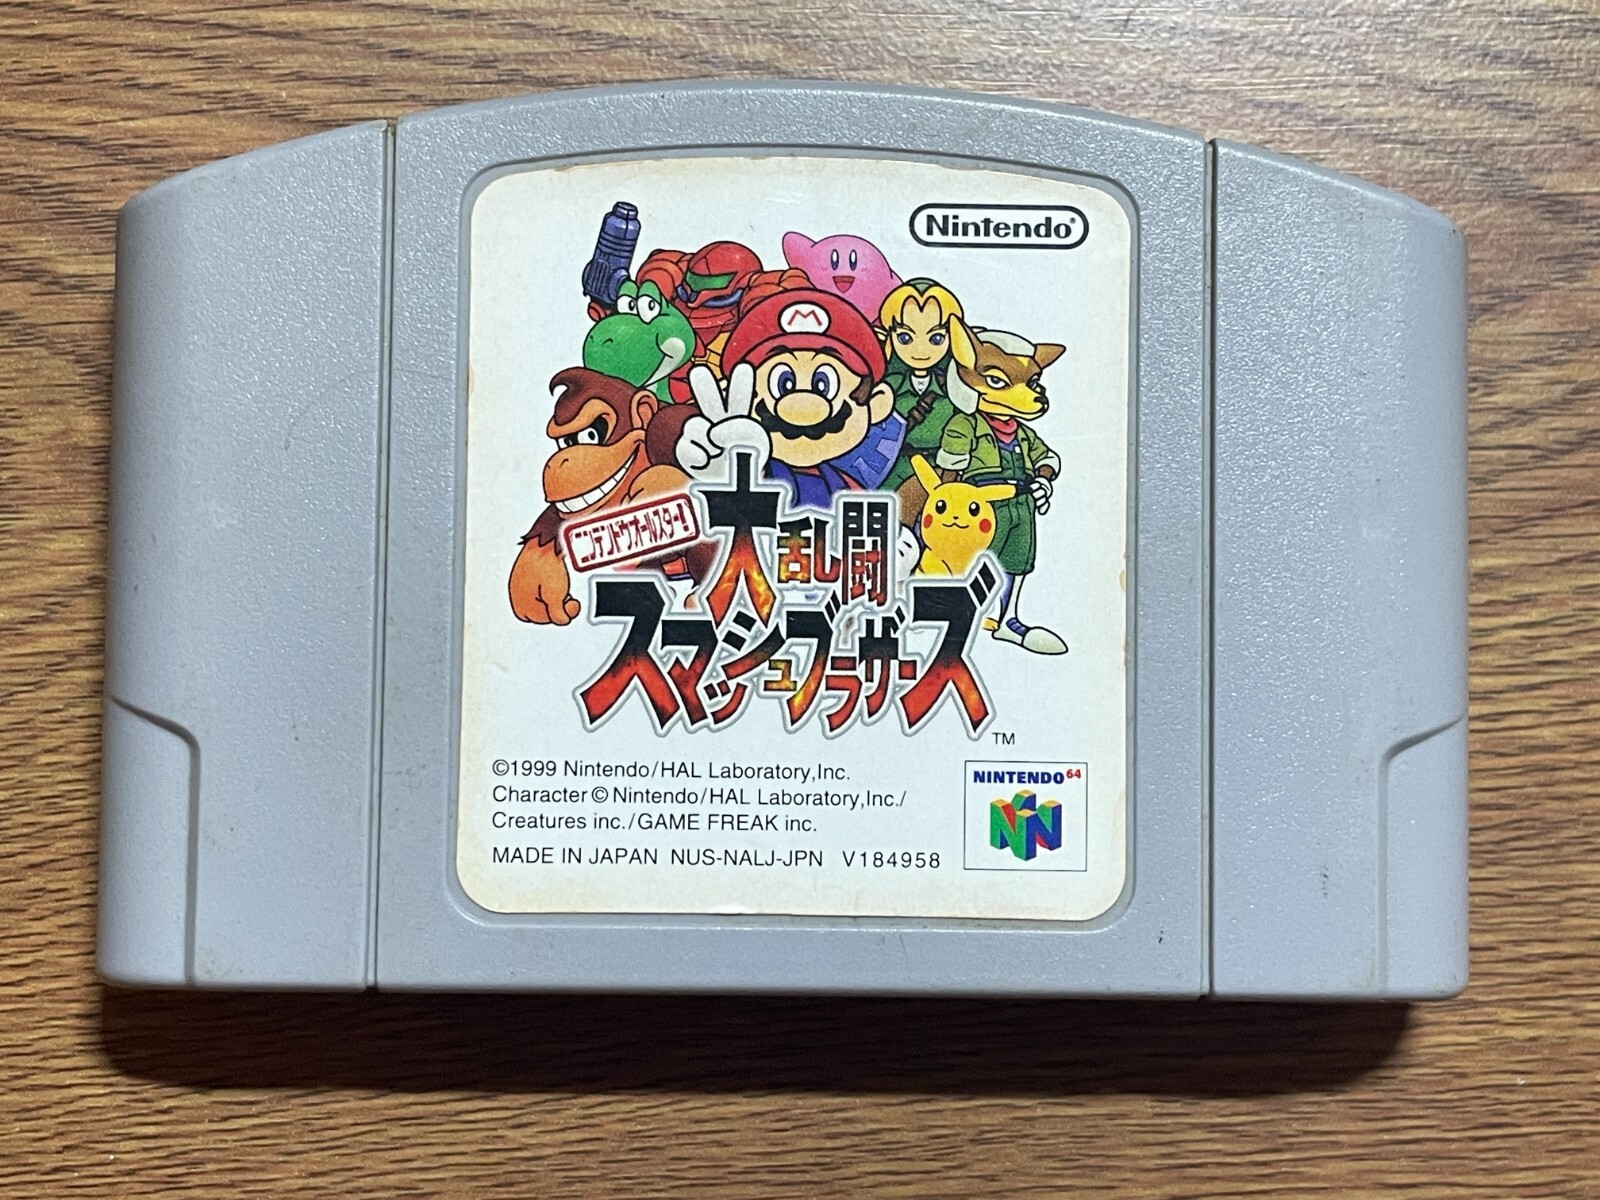 Nintendo®
M
ニンテンドウオールスター!
大乱闘
スマッシュブラザーズ
TM
©1999 Nintendo/HAL Laboratory,Inc.
Character©Nintendo/HAL Laboratory,Inc./
Creatures inc./GAME FREAK inc.
MADE IN JAPAN NUS-NALJ-JPN V184958
NINTENDO64